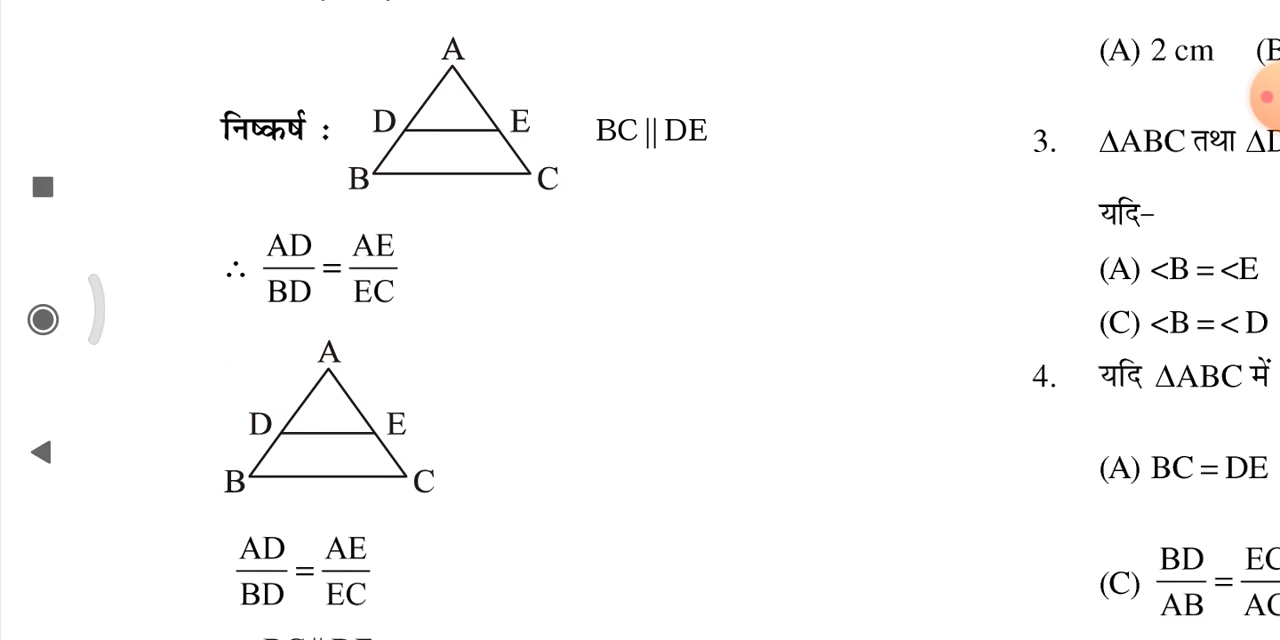 A
निष्कर्ष : D E BC || DE
B C
∴ AD/BD = AE/EC
A
D E
B C
AD/BD = AE/EC
(A) 2 cm
3. ΔABC तथा
यदि–
(A) <B = <E
(C) <B = < D
4. यदि ΔABC में
(A) BC = DE
(C) BD/AB =